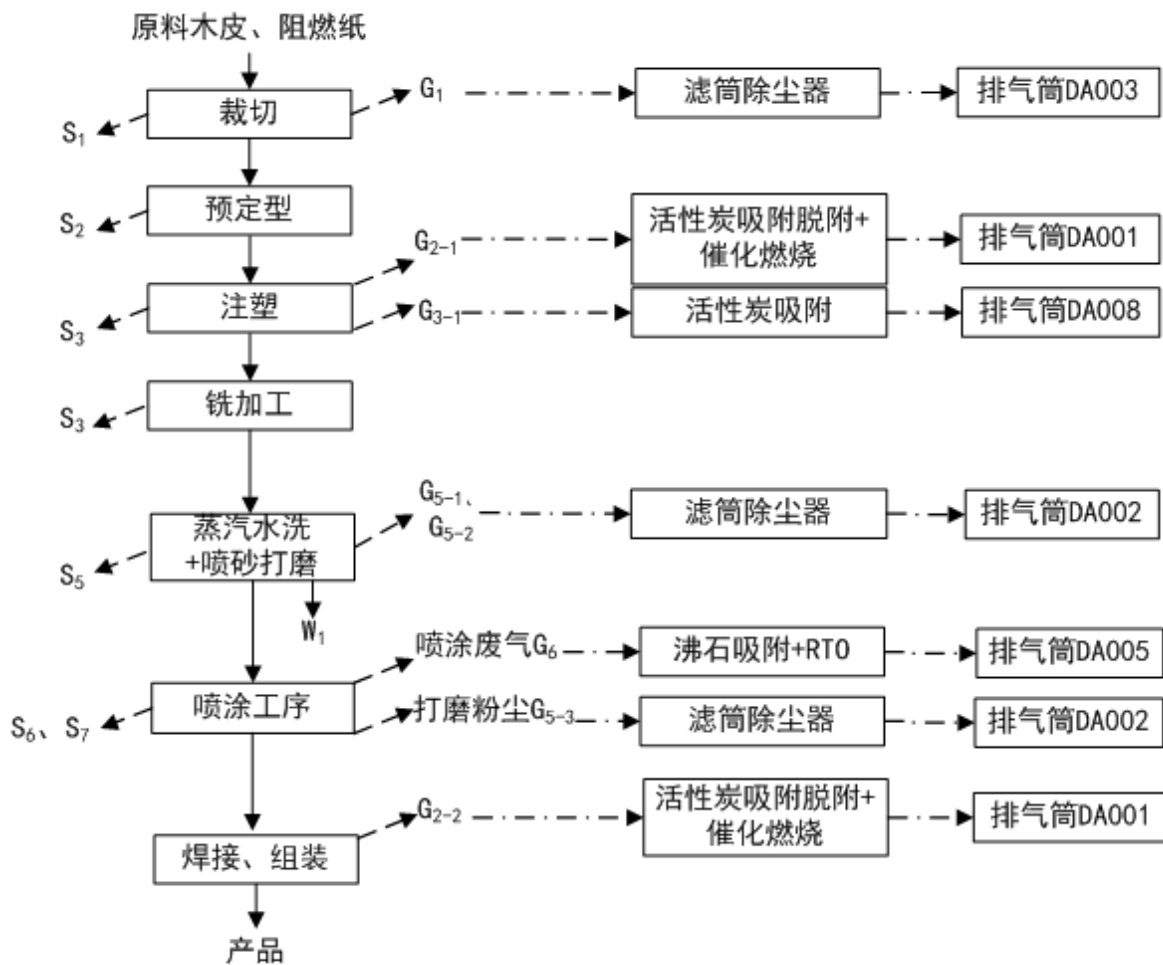 原料木皮、阻燃纸
裁切
S₁
G₁
滤筒除尘器
排气筒DA003
预定型
S₂
G₂₋₁
活性炭吸附脱附+
催化燃烧
排气筒DA001
注塑
S₃
G₃₋₁
活性炭吸附
排气筒DA008
铣加工
S₃
G₅₋₁、
G₅₋₂
滤筒除尘器
排气筒DA002
蒸汽水洗
+喷砂打磨
S₅
W₁
喷涂废气G₆
沸石吸附+RTO
排气筒DA005
喷涂工序
S₆、S₇
打磨粉尘G₅₋₃
滤筒除尘器
排气筒DA002
G₂₋₂
活性炭吸附脱附+
催化燃烧
排气筒DA001
焊接、组装
产品